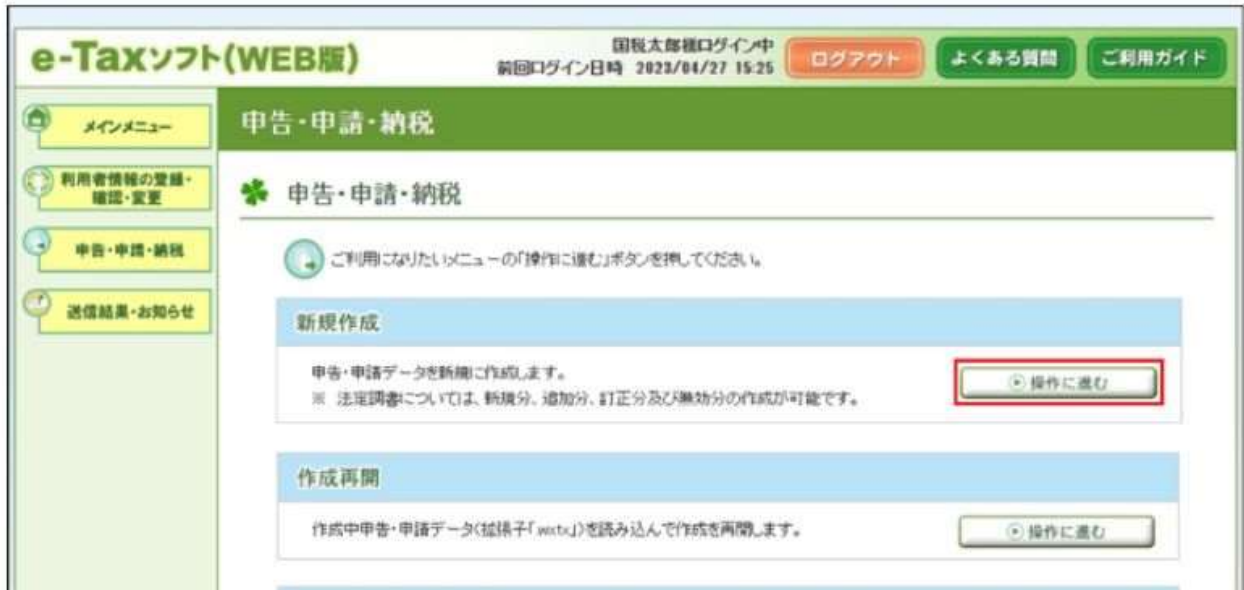 e-Taxソフト(WEB版)
国税太郎様ログイン中
前回ログイン日時 2023/04/27 15:25
ログアウト
よくある質問
ご利用ガイド
メインメニュー
利用者情報の登録・
確認・変更
申告・申請・納税
送信結果・お知らせ
申告・申請・納税
申告・申請・納税
ご利用になりたいメニューの「操作に進む」ボタンを押してください。
新規作成
申告・申請データを新規に作成します。
※ 法定調書については、新規分、追加分、訂正分及び無効分の作成が可能です。
操作に進む
作成再開
作成中申告・申請データ(拡張子「.wxtx」)を読み込んで作成を再開します。
操作に進む